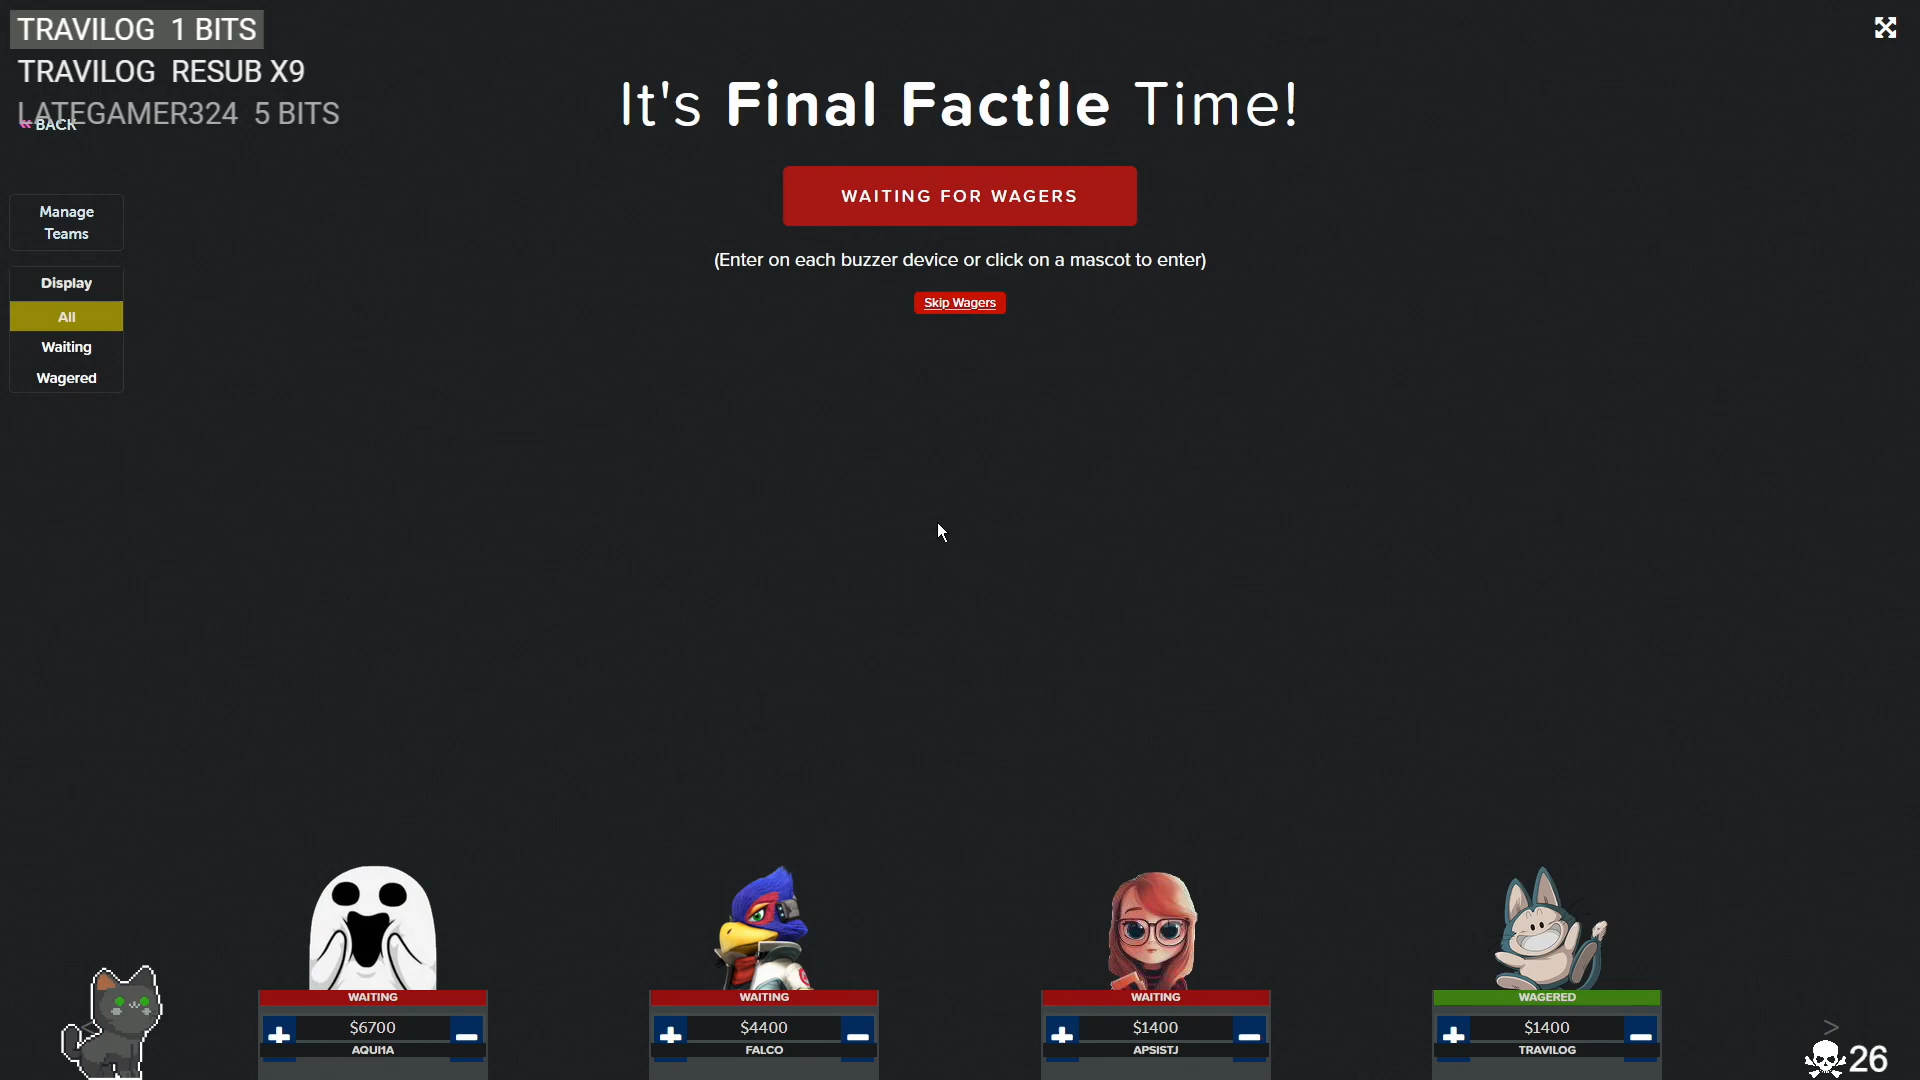 TRAVILOG 1 BITS
TRAVILOG RESUB X9
LATEGAMER324 5 BITS
« BACK
It's Final Factile Time!
WAITING FOR WAGERS
(Enter on each buzzer device or click on a mascot to enter)
Skip Wagers
Manage
Teams
Display
All
Waiting
Wagered
WAITING
$6700
AQUI1A
WAITING
$4400
FALCO
WAITING
$1400
APSISTJ
WAGERED
$1400
TRAVILOG
26